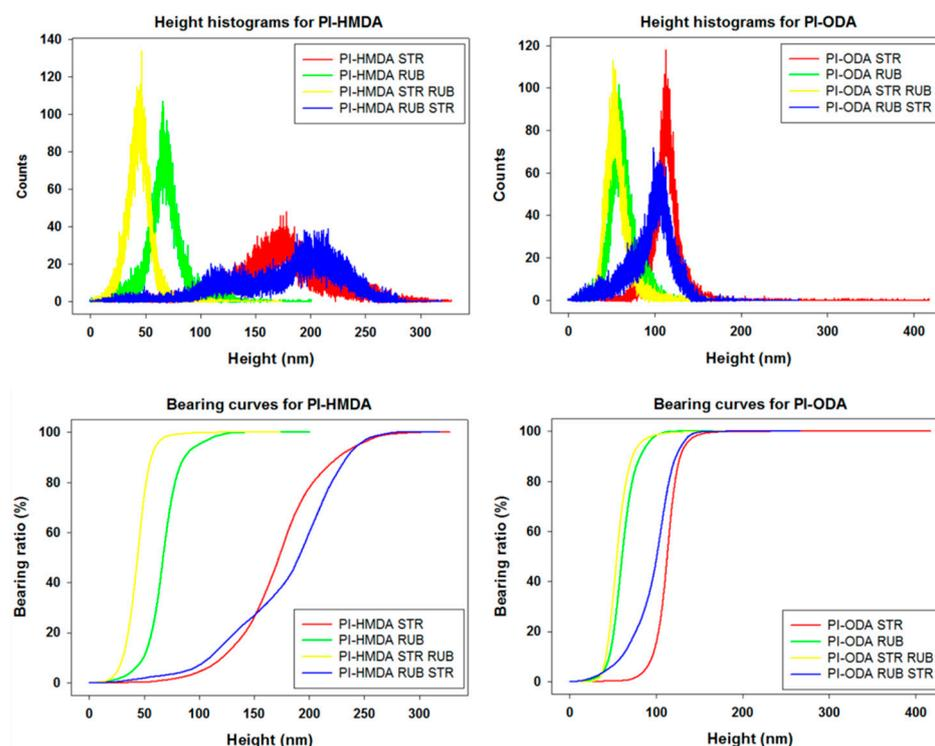 Height histograms for PI-HMDA
140
120
100
80
60
40
20
0
Counts
PI-HMDA STR
PI-HMDA RUB
PI-HMDA STR RUB
PI-HMDA RUB STR
0 50 100 150 200 250 300
Height (nm)
Height histograms for PI-ODA
120
100
80
60
40
20
0
Counts
PI-ODA STR
PI-ODA RUB
PI-ODA STR RUB
PI-ODA RUB STR
0 100 200 300 400
Height (nm)
Bearing curves for PI-HMDA
100
80
60
40
20
0
Bearing ratio (%)
PI-HMDA STR
PI-HMDA RUB
PI-HMDA STR RUB
PI-HMDA RUB STR
0 50 100 150 200 250 300
Height (nm)
Bearing curves for PI-ODA
100
80
60
40
20
0
Bearing ratio (%)
PI-ODA STR
PI-ODA RUB
PI-ODA STR RUB
PI-ODA RUB STR
0 100 200 300 400
Height (nm)